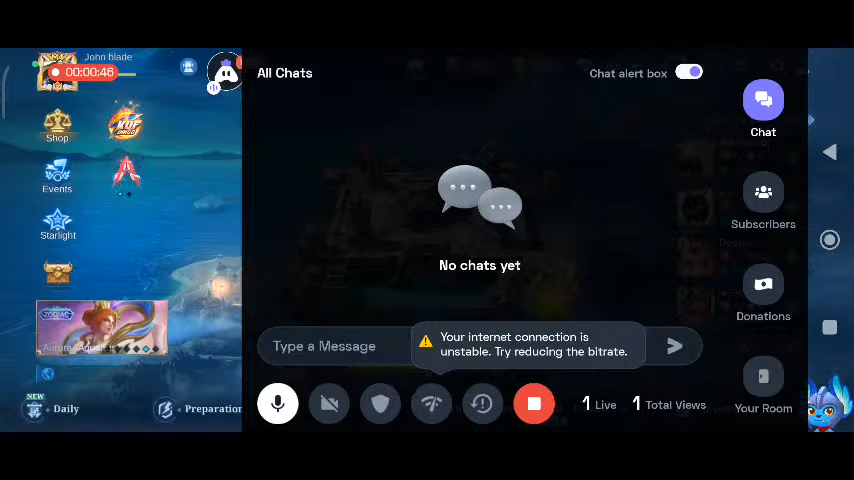 John blade
00:00:46
Shop
Events
Starlight
ZODIAC
NEW
Daily
Preparation
All Chats
Chat alert box
No chats yet
Type a Message
Your internet connection is
unstable. Try reducing the bitrate.
1 Live
1 Total Views
Chat
Subscribers
Donations
Your Room